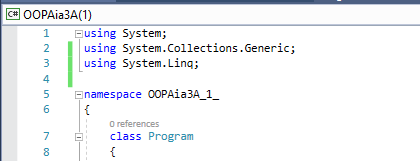 C# OOPAia3A(1)
1 using System;
2 using System.Collections.Generic;
3 using System.Linq;
4
5 namespace OOPAia3A_1_
6 {
0 references
7 class Program
8 {